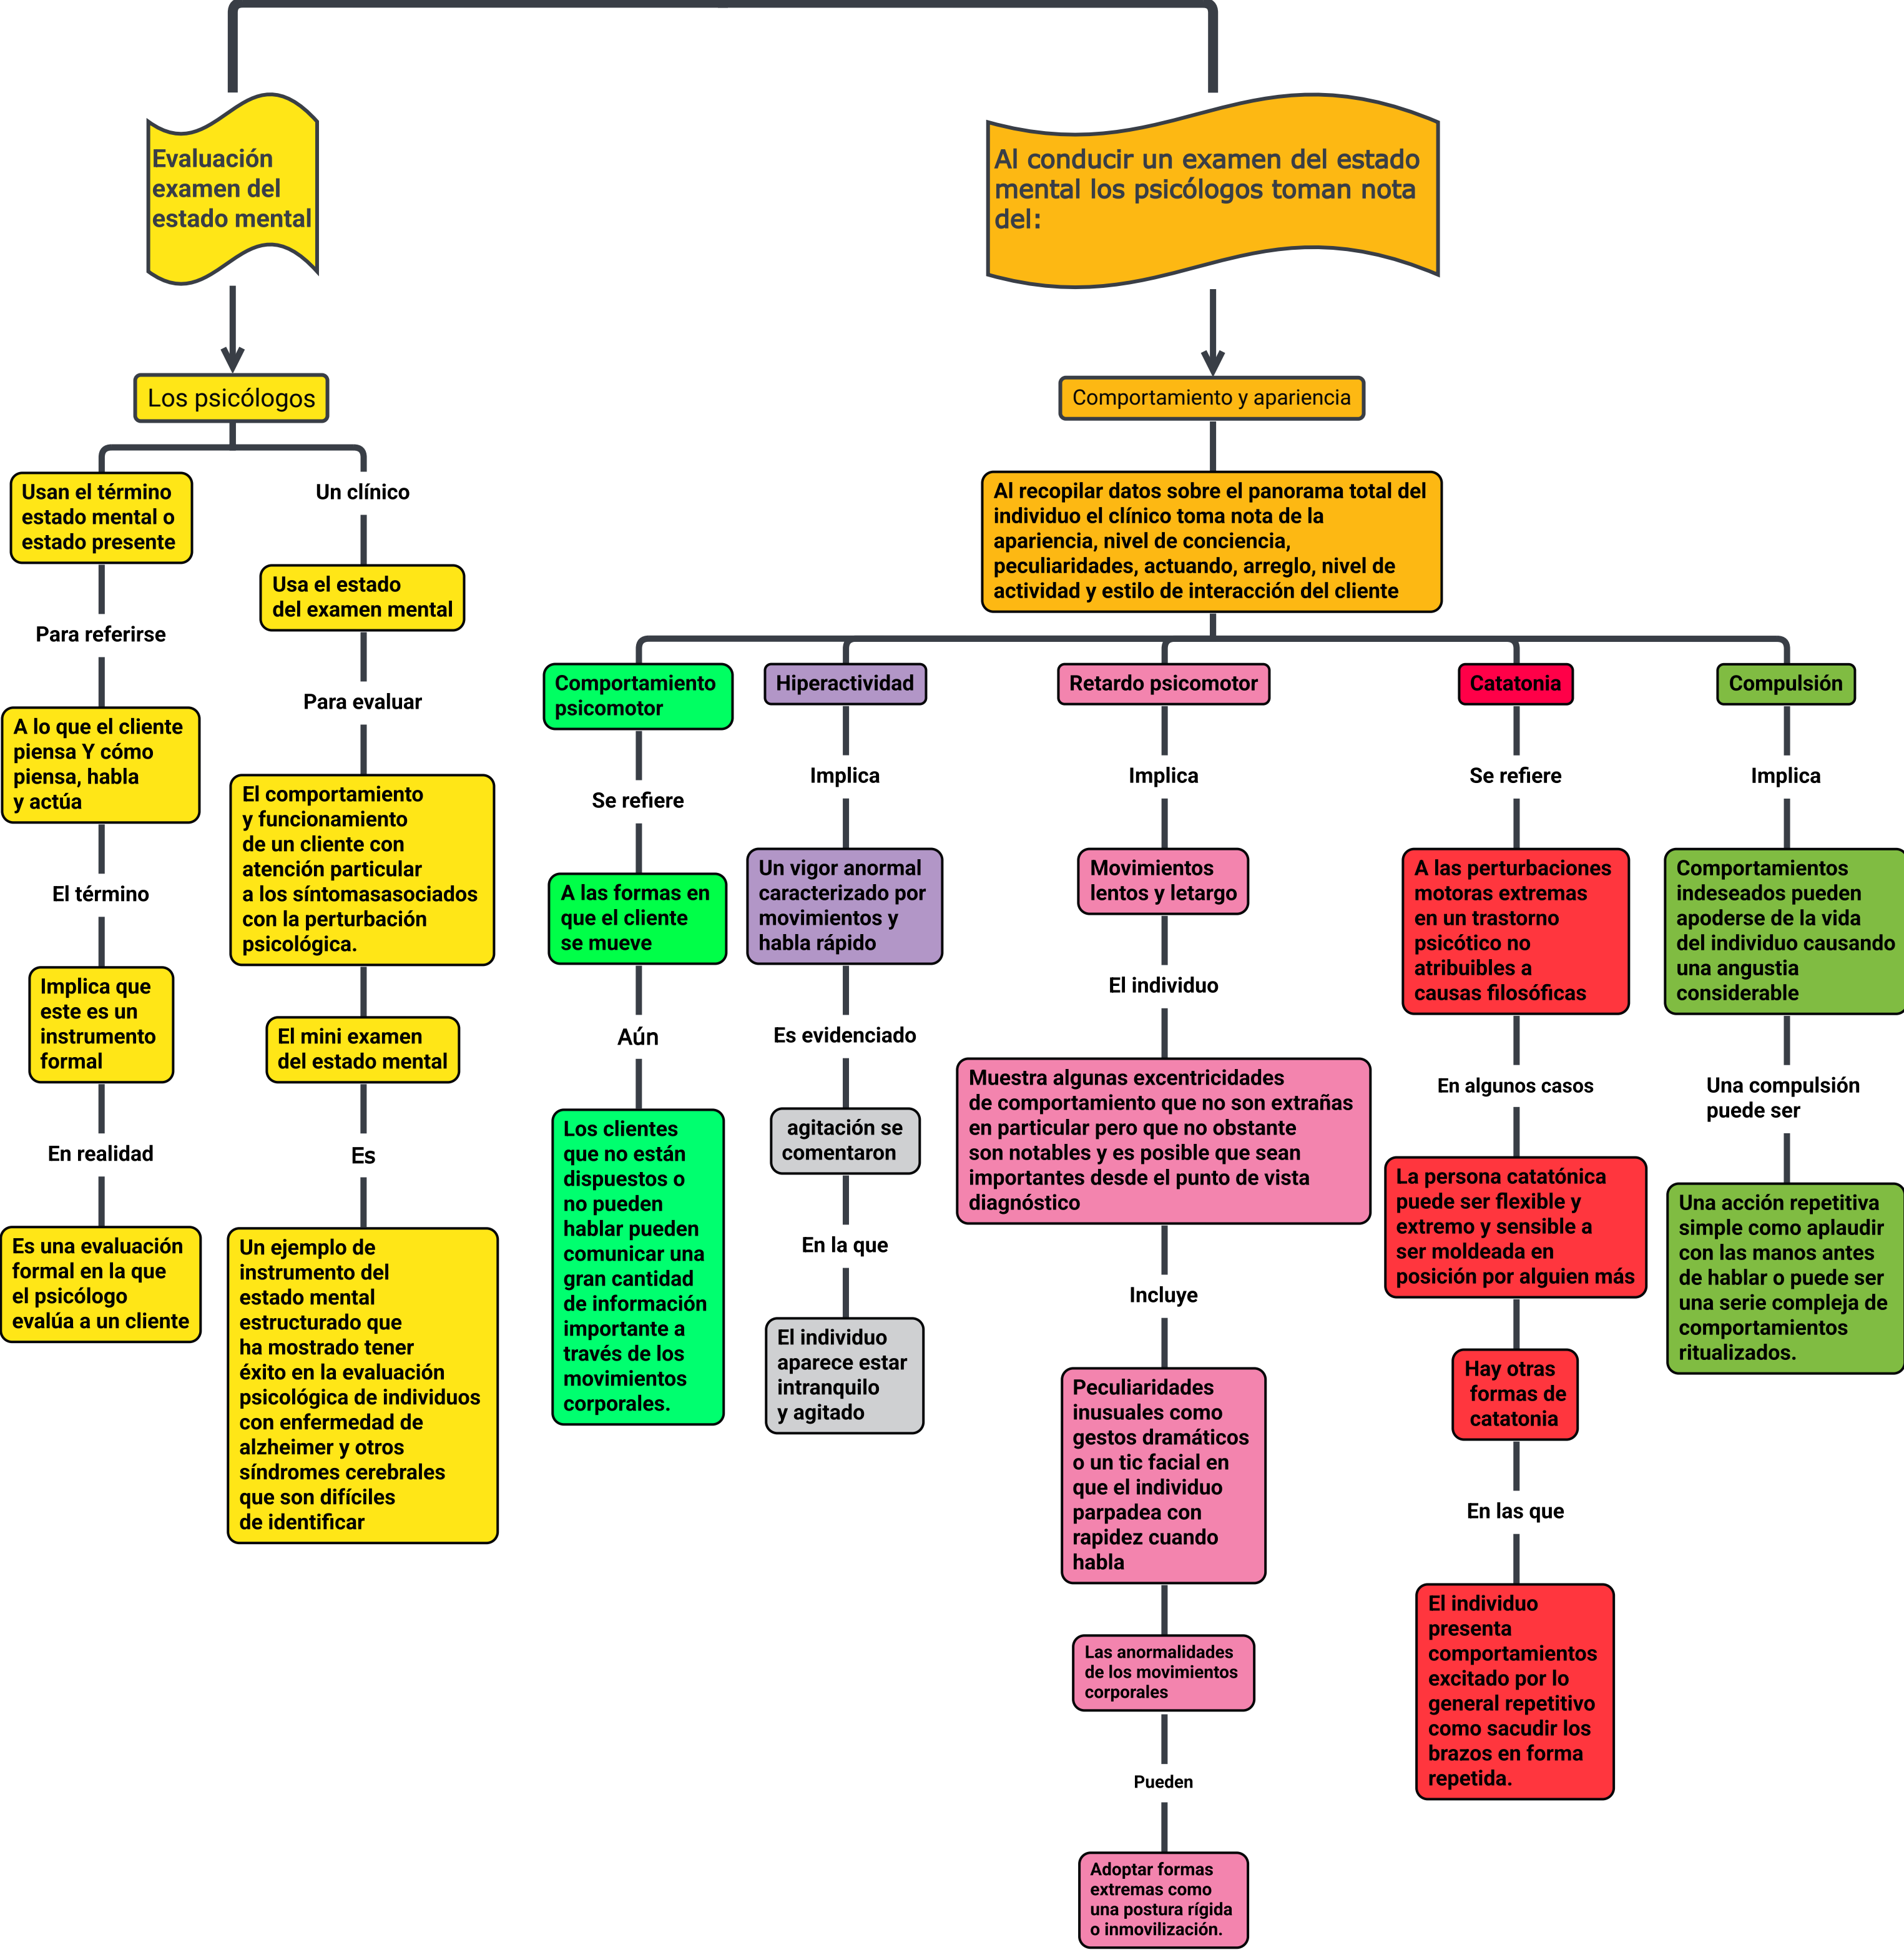 Evaluación
examen del
estado mental
Los psicólogos
Usan el término
estado mental o
estado presente
Para referirse
A lo que el cliente
piensa Y cómo
piensa, habla
y actúa
El término
Implica que
este es un
instrumento
formal
En realidad
Es una evaluación
formal en la que
el psicólogo
evalúa a un cliente
Un clínico
Usa el estado
del examen mental
Para evaluar
El comportamiento
y funcionamiento
de un cliente con
atención particular
a los síntomasasociados
con la perturbación
psicológica.
El mini examen
del estado mental
Es
Un ejemplo de
instrumento del
estado mental
estructurado que
ha mostrado tener
éxito en la evaluación
psicológica de individuos
con enfermedad de
alzheimer y otros
síndromes cerebrales
que son difíciles
de identificar
Al conducir un examen del estado
mental los psicólogos toman nota
del:
Comportamiento y apariencia
Al recopilar datos sobre el panorama total del
individuo el clínico toma nota de la
apariencia, nivel de conciencia,
peculiaridades, actuando, arreglo, nivel de
actividad y estilo de interacción del cliente
Comportamiento
psicomotor
Se refiere
A las formas en
que el cliente
se mueve
Aún
Los clientes
que no están
dispuestos o
no pueden
hablar pueden
comunicar una
gran cantidad
de información
importante a
través de los
movimientos
corporales.
Hiperactividad
Implica
Un vigor anormal
caracterizado por
movimientos y
habla rápido
Es evidenciado
agitación se
comentaron
En la que
El individuo
aparece estar
intranquilo
y agitado
Retardo psicomotor
Implica
Movimientos
lentos y letargo
El individuo
Muestra algunas excentricidades
de comportamiento que no son extrañas
en particular pero que no obstante
son notables y es posible que sean
importantes desde el punto de vista
diagnóstico
Incluye
Peculiaridades
inusuales como
gestos dramáticos
o un tic facial en
que el individuo
parpadea con
rapidez cuando
habla
Las anormalidades
de los movimientos
corporales
Pueden
Adoptar formas
extremas como
una postura rígida
o inmovilización.
Catatonia
Se refiere
A las perturbaciones
motoras extremas
en un trastorno
psicótico no
atribuibles a
causas filosóficas
En algunos casos
La persona catatónica
puede ser flexible y
extremo y sensible a
ser moldeada en
posición por alguien más
Hay otras
formas de
catatonia
En las que
El individuo
presenta
comportamientos
excitado por lo
general repetitivo
como sacudir los
brazos en forma
repetida.
Compulsión
Implica
Comportamientos
indeseados pueden
apoderse de la vida
del individuo causando
una angustia
considerable
Una compulsión
puede ser
Una acción repetitiva
simple como aplaudir
con las manos antes
de hablar o puede ser
una serie compleja de
comportamientos
ritualizados.